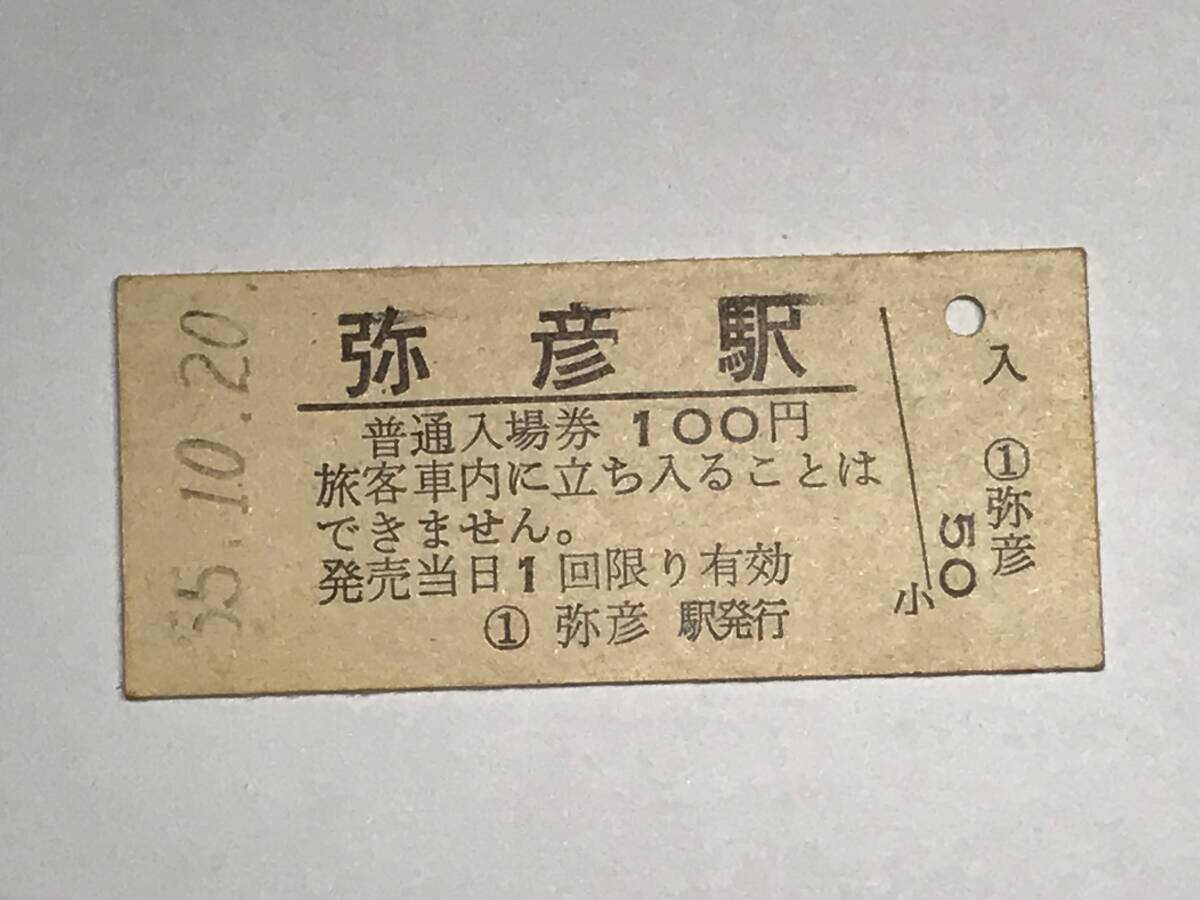 55.10.20
弥彦駅
普通入場券 100円
旅客車内に立ち入ることは
できません。
発売当日1回限り有効
① 弥彦 駅発行
小 50
入 ① 弥彦